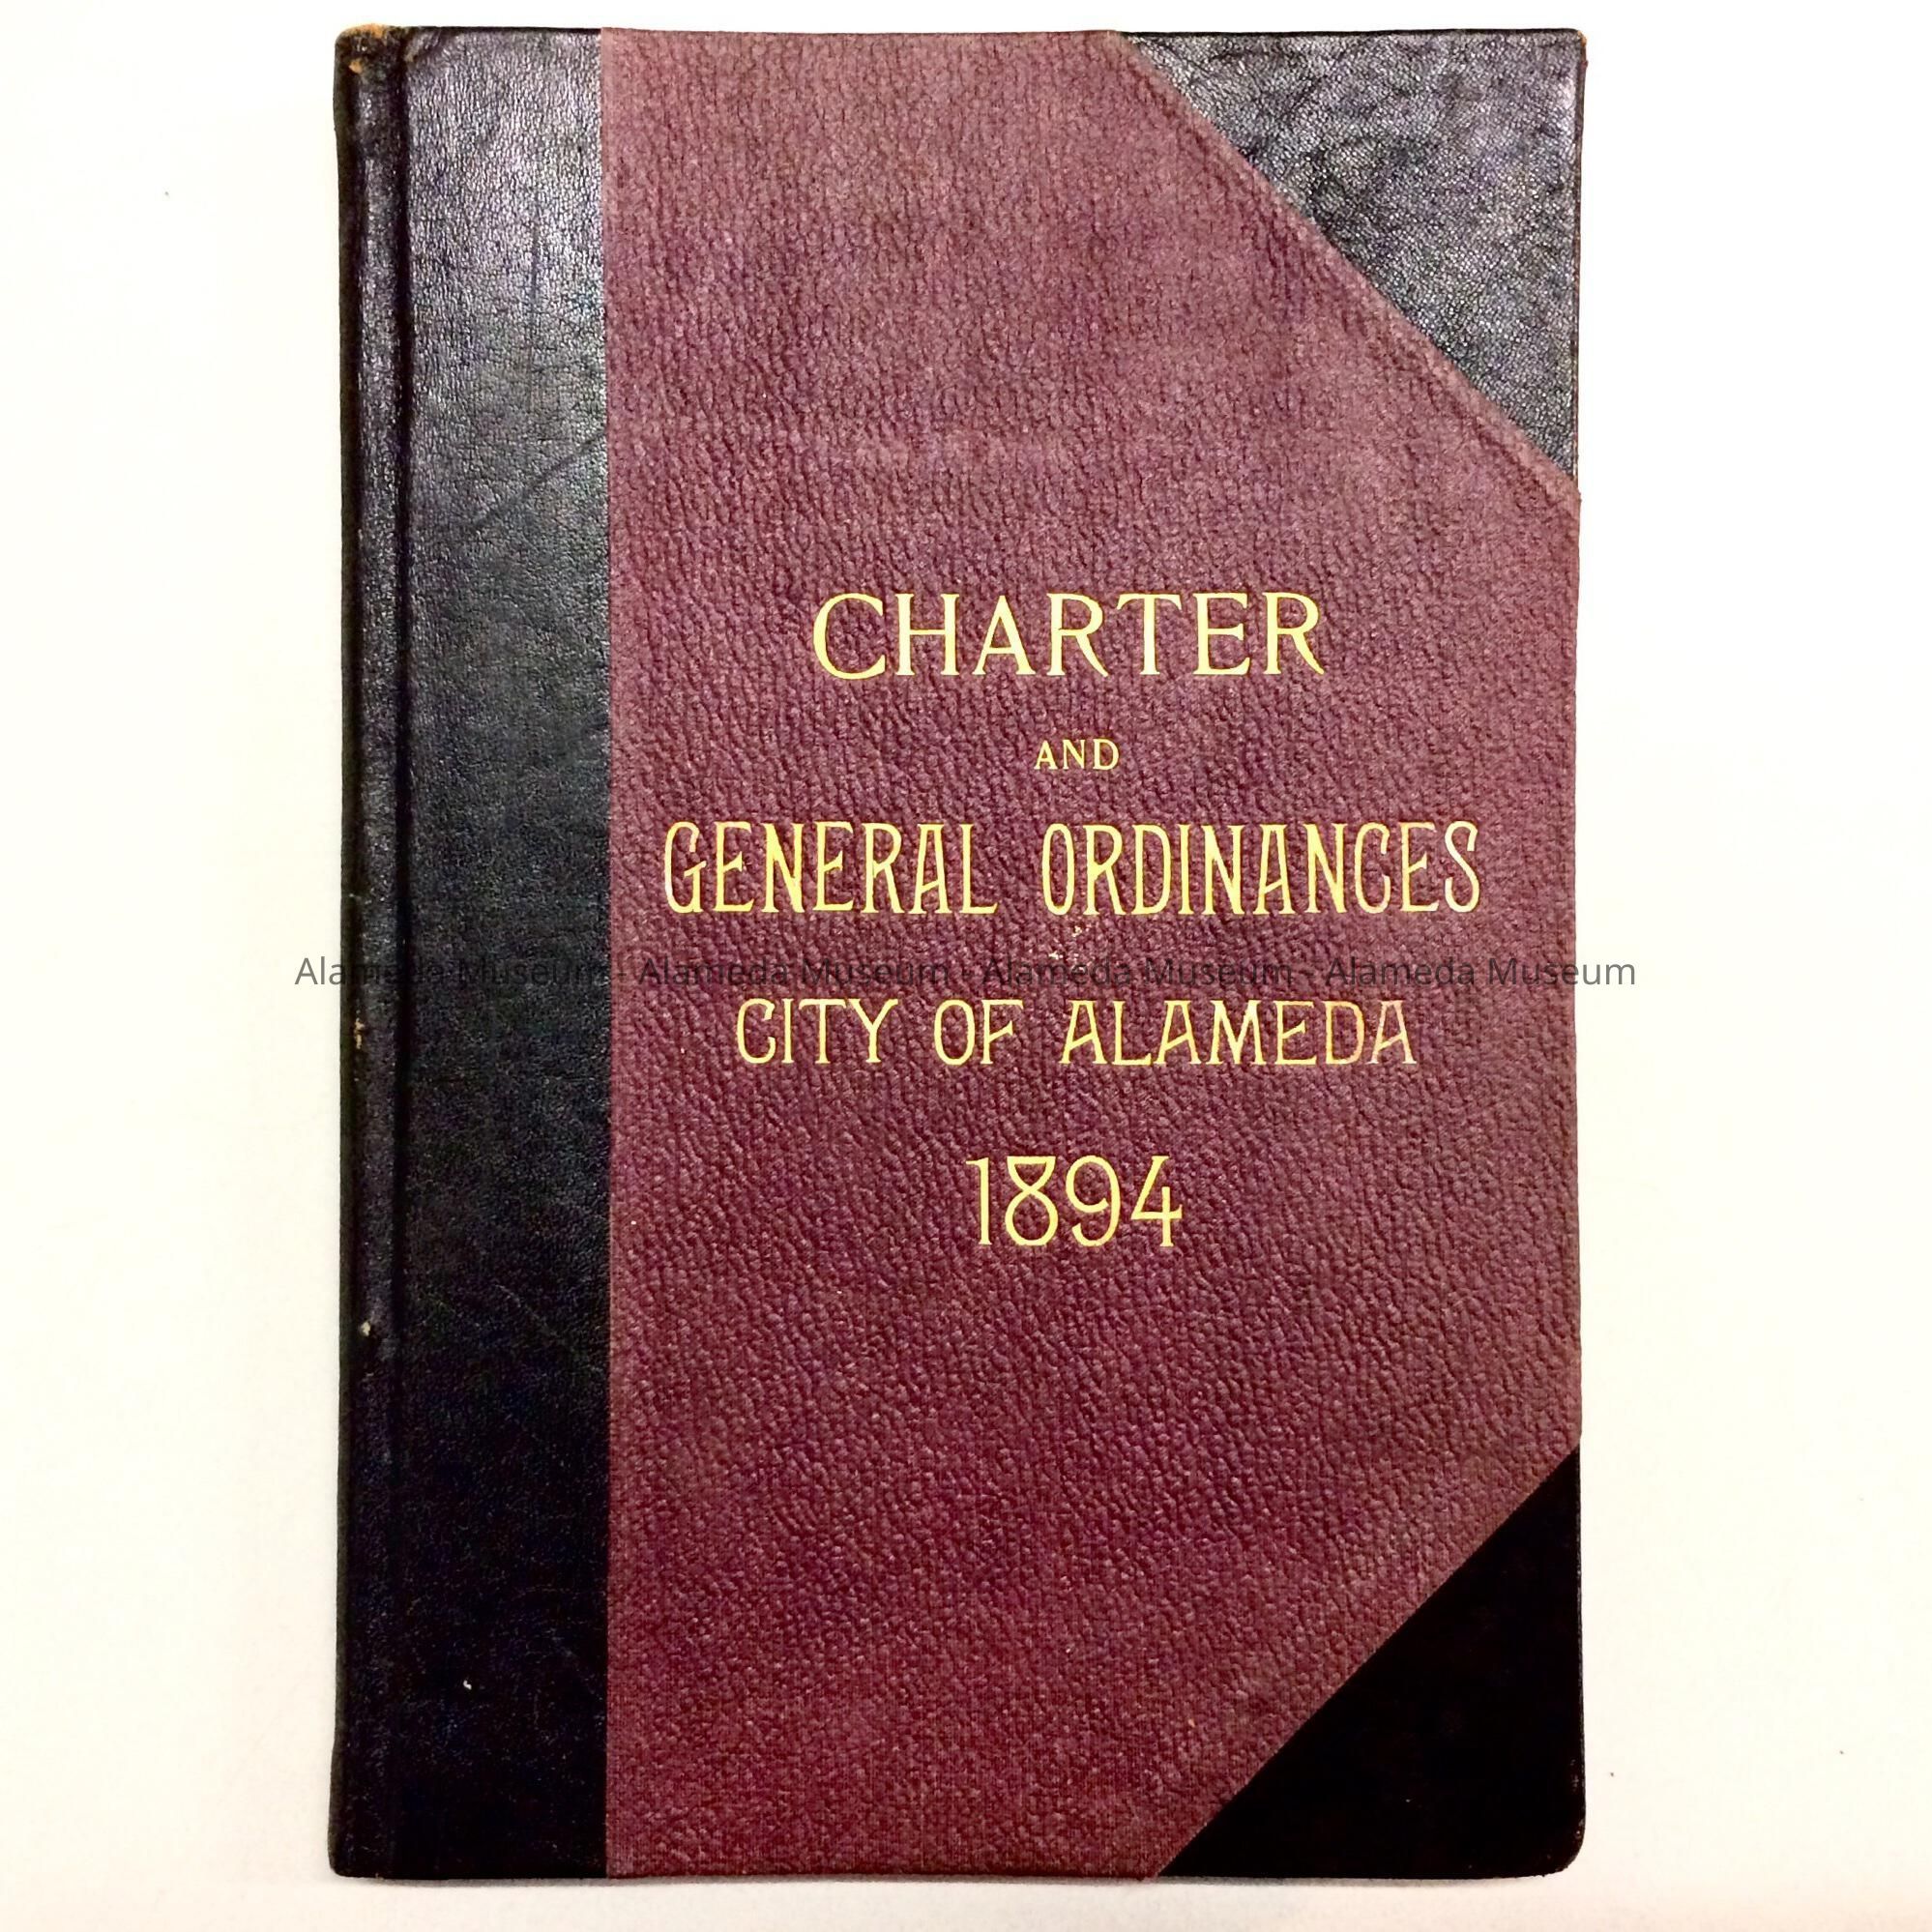 CHARTER
AND
GENERAL ORDINANCES
Alameda Museum - Alameda Museum - Alameda Museum - Alameda Museum
CITY OF ALAMEDA
1894